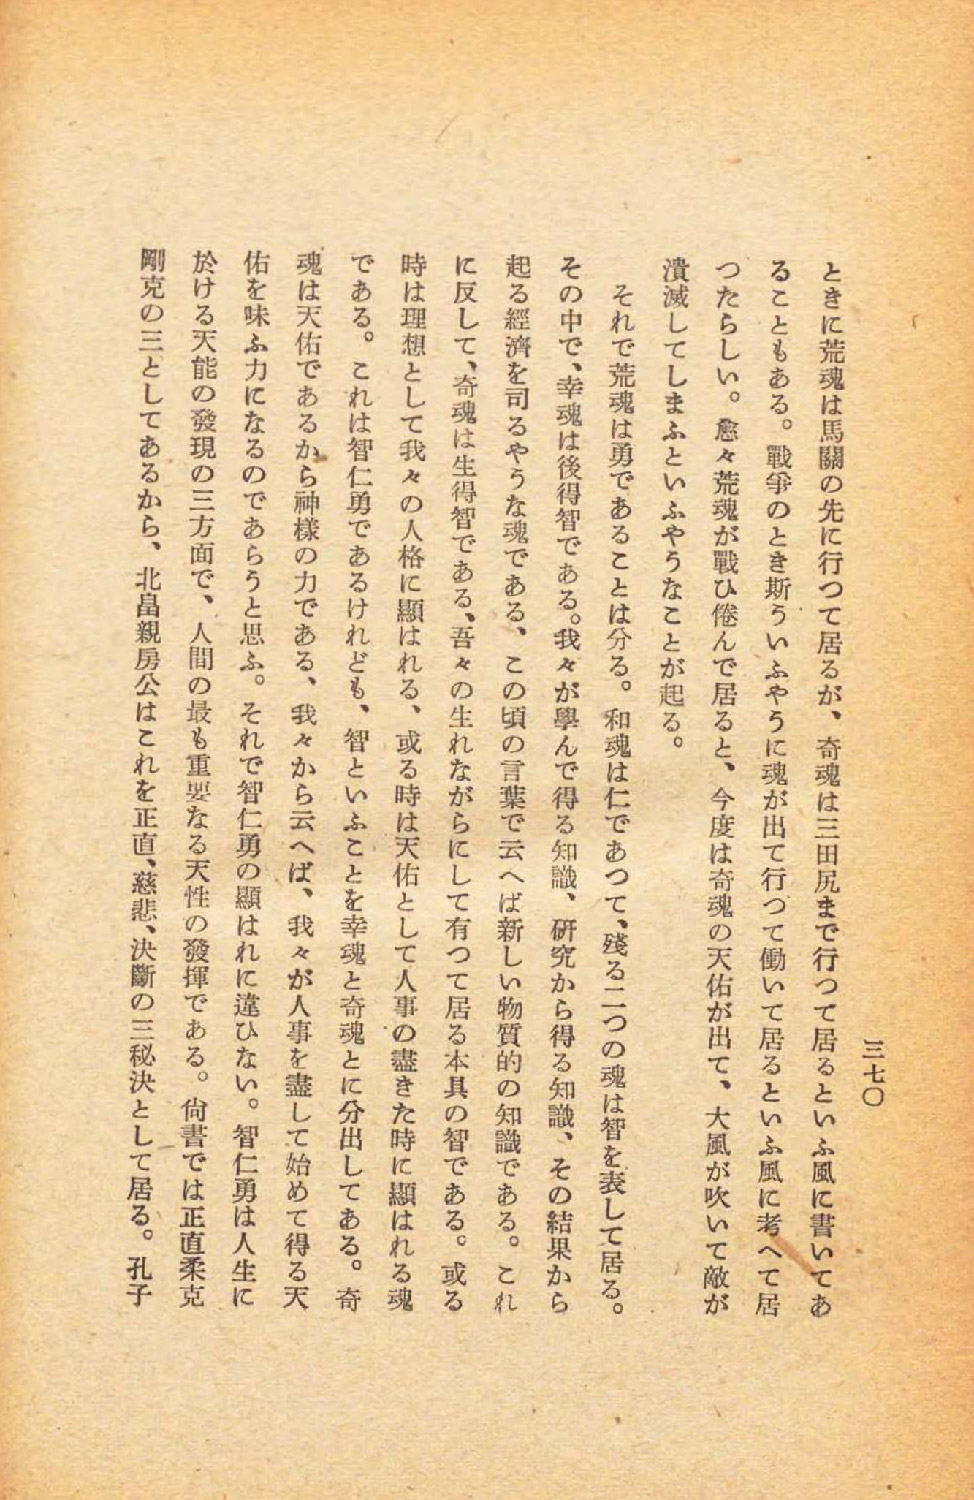 三七〇
ときに荒魂は馬關の先に行つて居るが、奇魂は三田尻まで行つて居るといふ風に書いてあ
ることもある。戰爭のとき斯ういふやうに魂が出て行つて働いて居るといふ風に考へて居
つたらしい。愈々荒魂が戰ひ倦んで居ると、今度は奇魂の天佑が出て、大風が吹いて敵が
潰滅してしまふといふやうなことが起る。
それで荒魂は勇であることは分る。和魂は仁であつて、殘る二つの魂は智を表して居る。
その中で、幸魂は後得智である。我々が學んで得る知識、研究から得る知識、その結果から
起る經濟を司るやうな魂である、この頃の言葉で云へば新しい物質的の知識である。これ
に反して、奇魂は生得智である、吾々の生れながらにして有つて居る本具の智である。或る
時は理想として我々の人格に顯はれる、或る時は天佑として人事の盡きた時に顯はれる魂
である。これは智仁勇であるけれども、智といふことを幸魂と奇魂とに分出してある。奇
魂は天佑であるから神樣の力である、我々から云へば、我々が人事を盡して始めて得る天
佑を味ふ力になるのであらうと思ふ。それで智仁勇の顯はれに違ひない。智仁勇は人生に
於ける天能の發現の三方面で、人間の最も重要なる天性の發揮である。尙書では正直柔克
剛克の三としてあるから、北畠親房公はこれを正直、慈悲、決斷の三秘決として居る。孔子